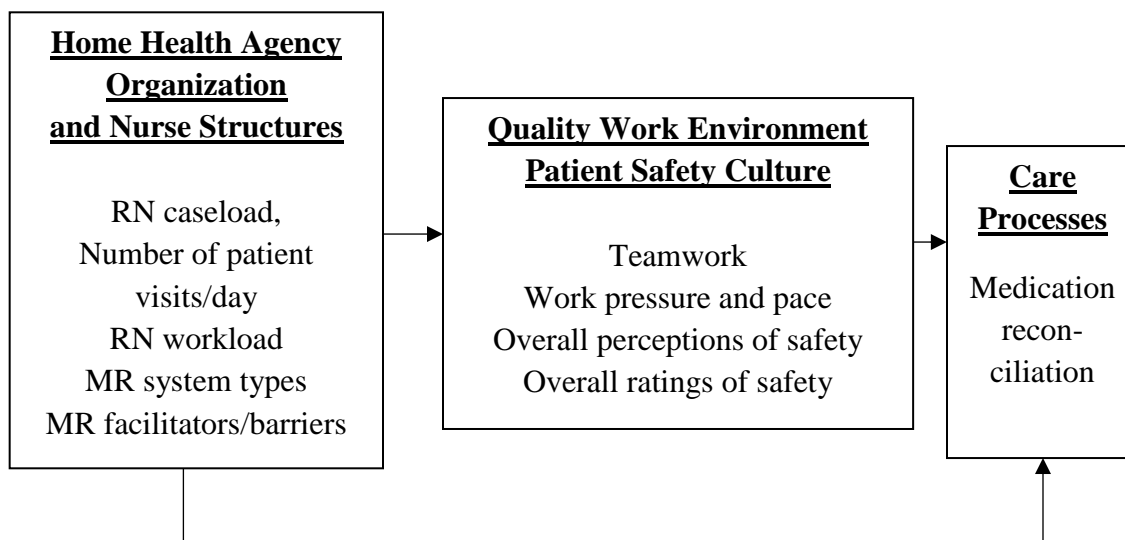 Home Health Agency
Organization
and Nurse Structures
RN caseload,
Number of patient
visits/day
RN workload
MR system types
MR facilitators/barriers
Quality Work Environment
Patient Safety Culture
Teamwork
Work pressure and pace
Overall perceptions of safety
Overall ratings of safety
Care
Processes
Medication
recon-
ciliation